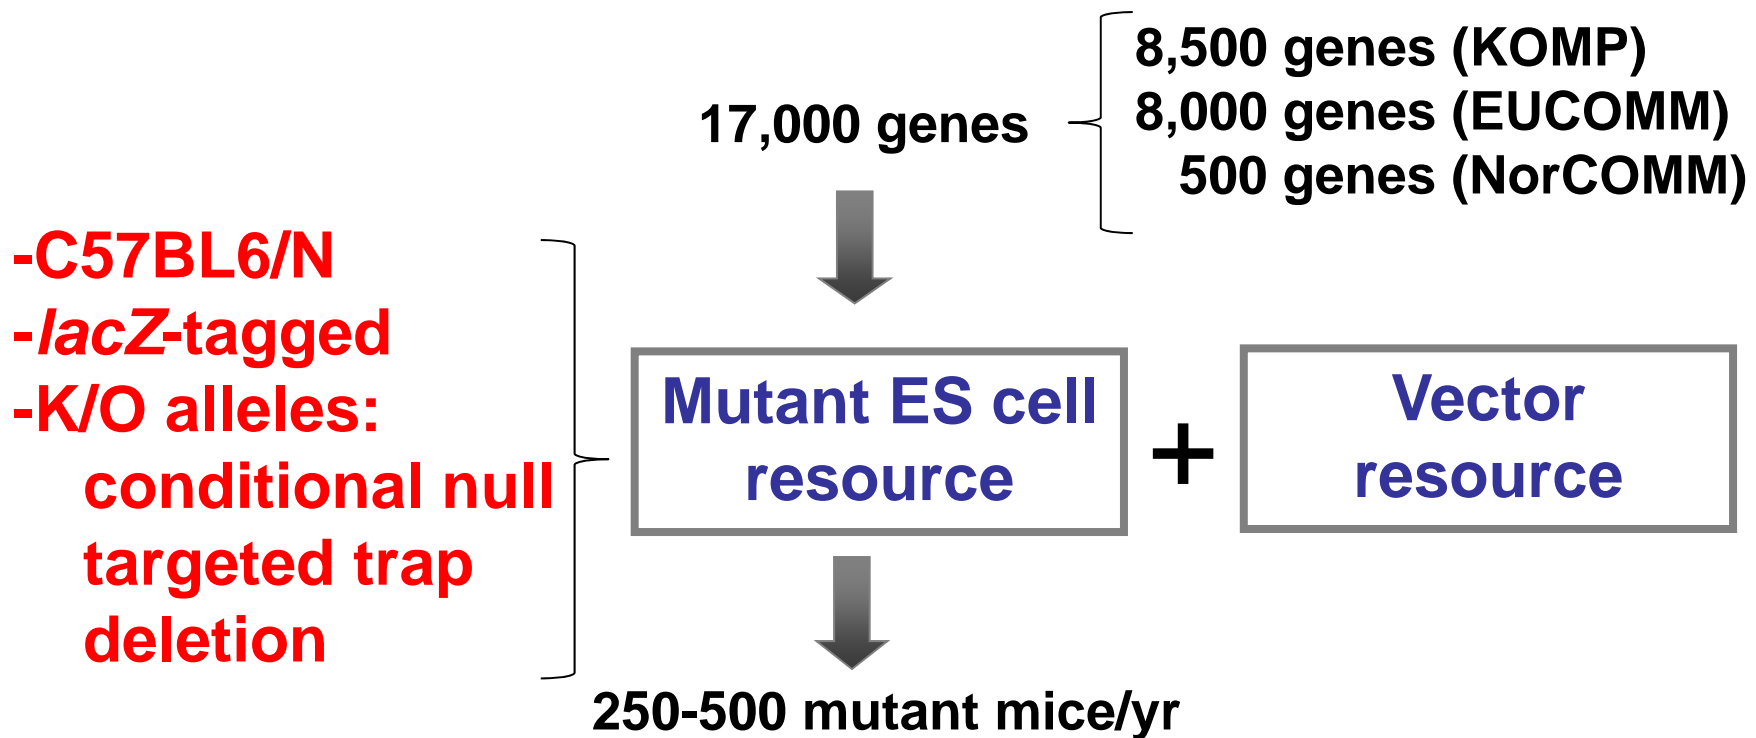 17,000 genes
8,500 genes (KOMP)
8,000 genes (EUCOMM)
500 genes (NorCOMM)
-C57BL6/N
-lacZ-tagged
-K/O alleles:
conditional null
targeted trap
deletion
Mutant ES cell
resource
+
Vector
resource
250-500 mutant mice/yr